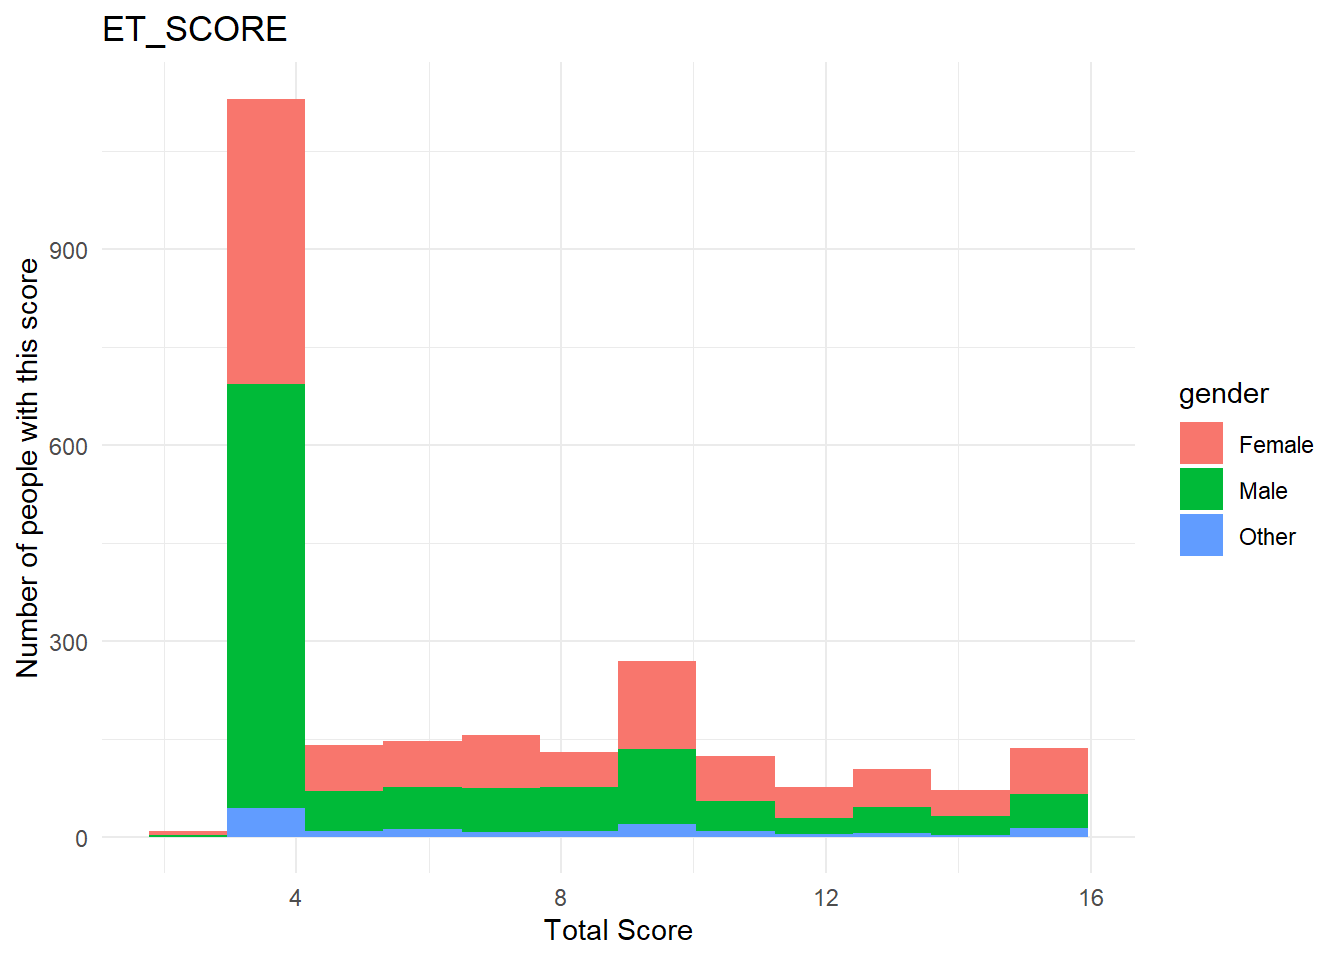 ET_SCORE
Number of people with this score
900
600
300
0
4
8
12
16
Total Score
gender
Female
Male
Other